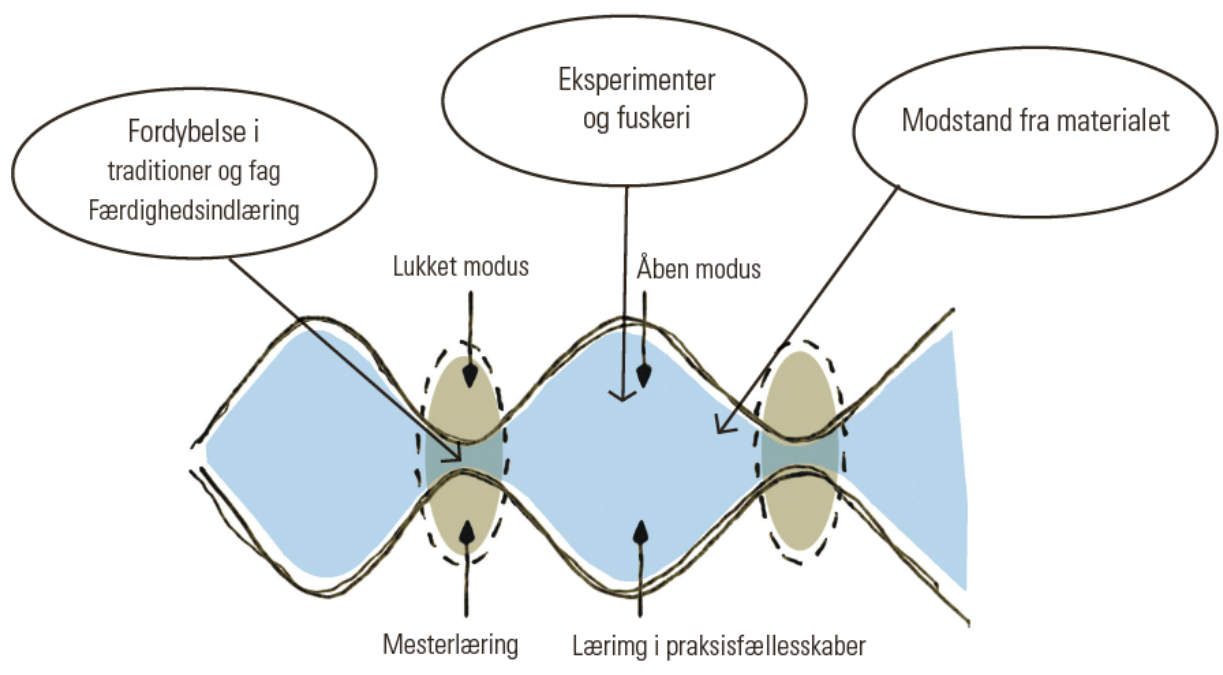 Eksperimenter
og fuskeri
Modstand fra materialet
Fordybelse i
traditioner og fag
Færdighedsindlæring
Lukket modus
Åben modus
Mesterlæring
Lærimg i praksisfællesskaber